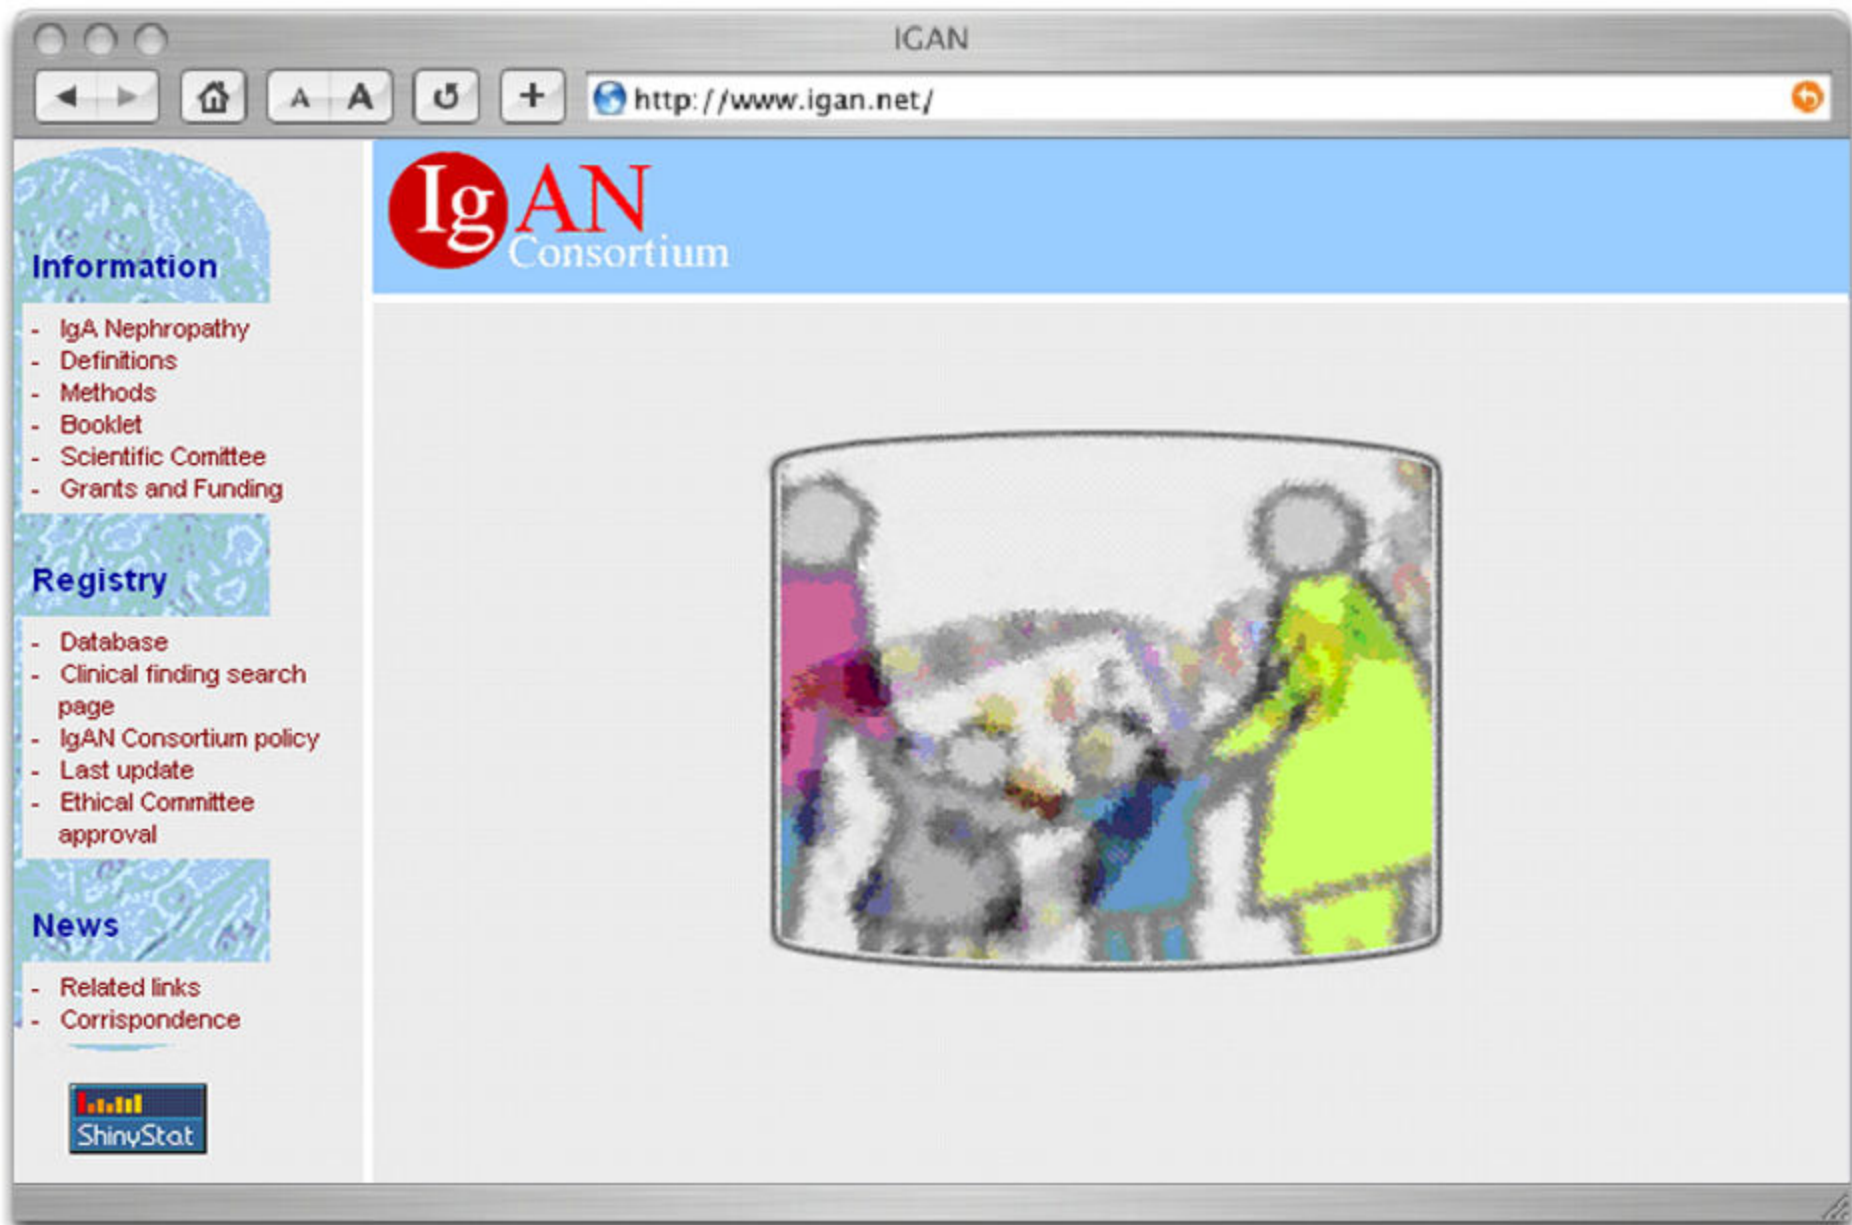 IGAN
A A
http://www.igan.net/
IgAN
Consortium
Information
- IgA Nephropathy
- Definitions
- Methods
- Booklet
- Scientific Comittee
- Grants and Funding
Registry
- Database
- Clinical finding search
page
- IgAN Consortium policy
- Last update
- Ethical Committee
approval
News
- Related links
- Corrispondence
ShinyStat